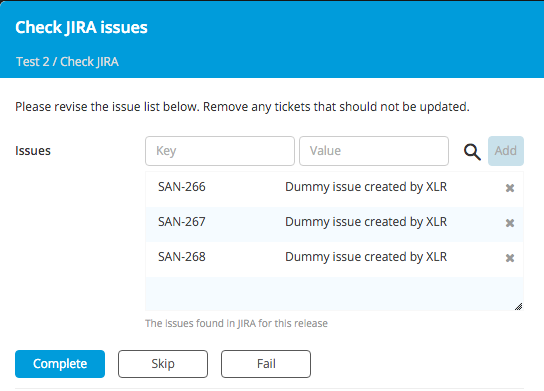 Check JIRA issues
Test 2 / Check JIRA
Please revise the issue list below. Remove any tickets that should not be updated.
Issues Key Value Add
SAN-266 Dummy issue created by XLR
SAN-267 Dummy issue created by XLR
SAN-268 Dummy issue created by XLR
The issues found in JIRA for this release
Complete Skip Fail